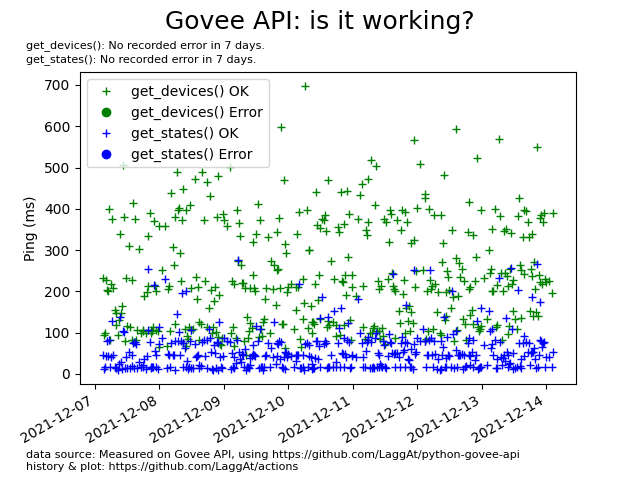 Govee API: is it working?
get_devices(): No recorded error in 7 days.
get_states(): No recorded error in 7 days.
get_devices() OK
get_devices() Error
get_states() OK
get_states() Error
Ping (ms)
700
600
500
400
300
200
100
0
2021-12-07
2021-12-08
2021-12-09
2021-12-10
2021-12-11
2021-12-12
2021-12-13
2021-12-14
data source: Measured on Govee API, using https://github.com/LaggAt/python-govee-api
history & plot: https://github.com/LaggAt/actions